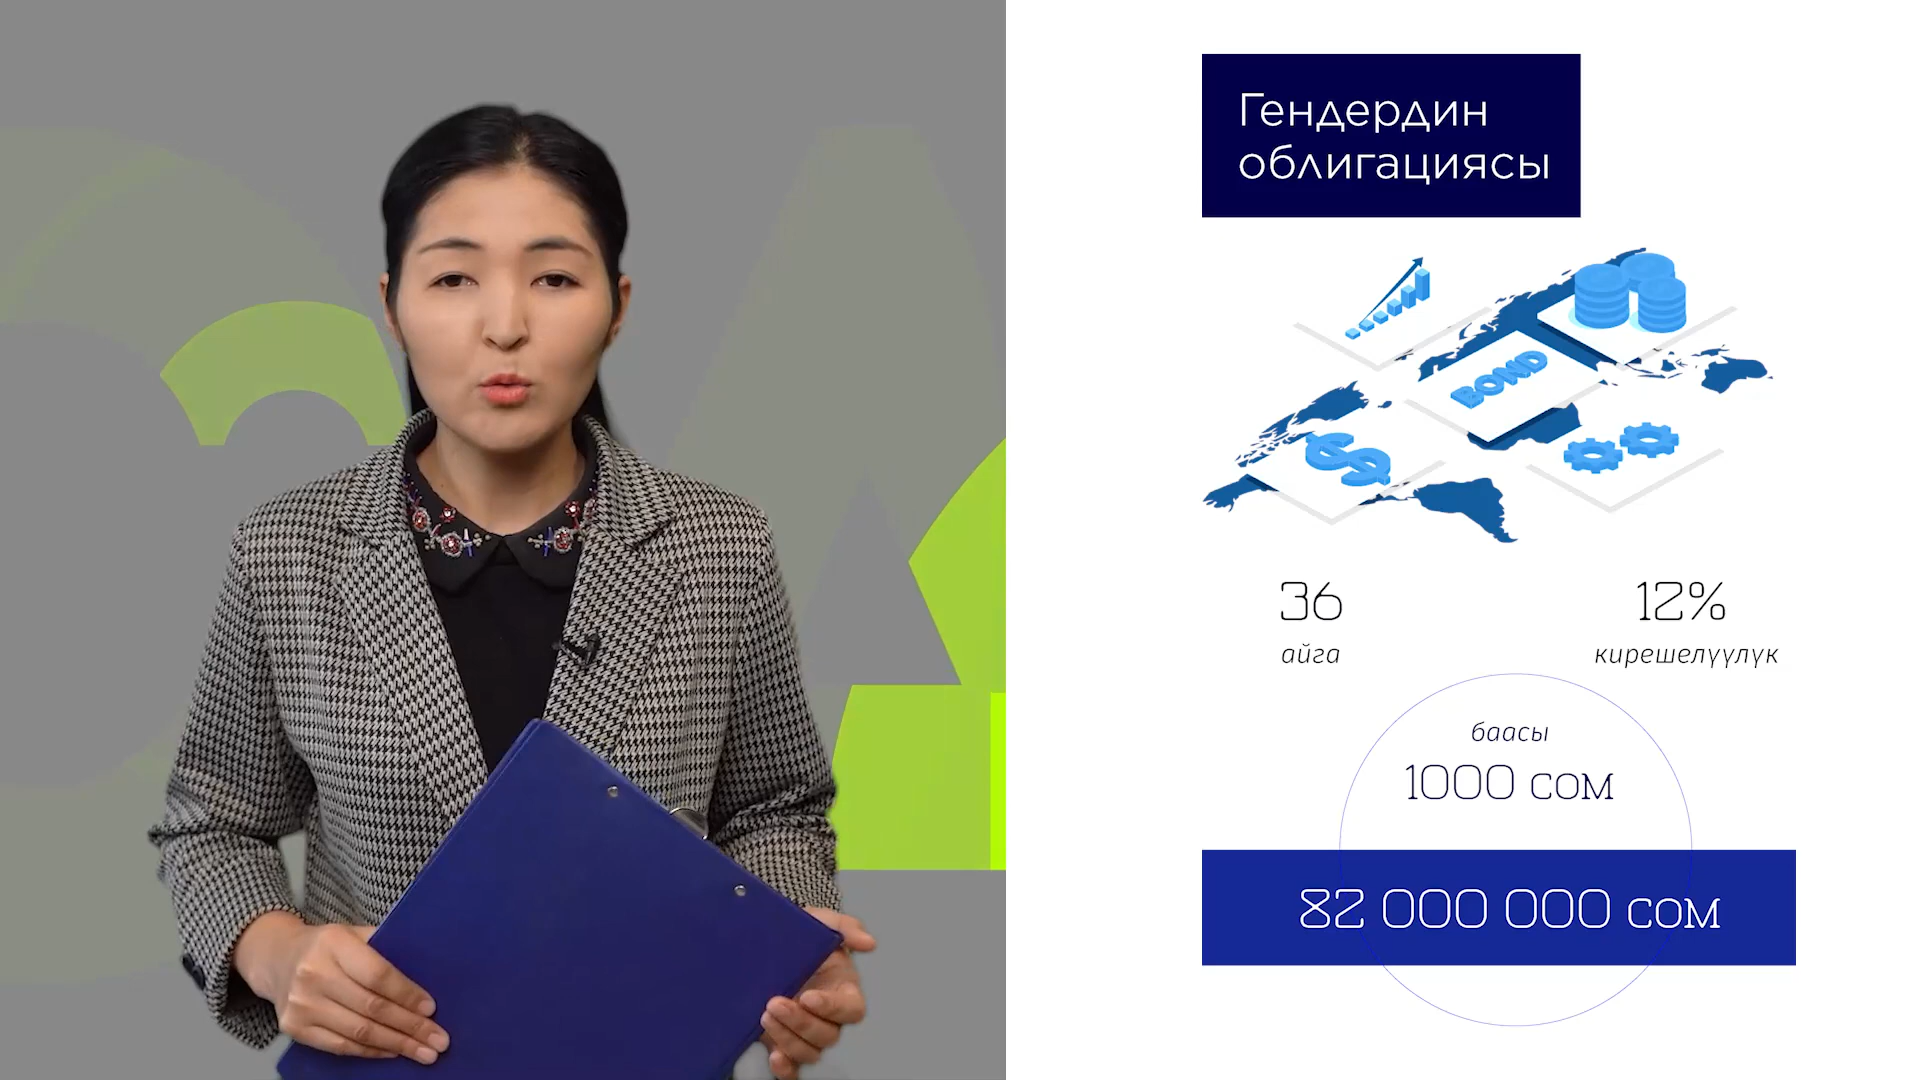 Гендердин
облигациясы
BOND
36
айга
12%
кирешелүүлүк
баасы
1000 сом
82 000 000 сом